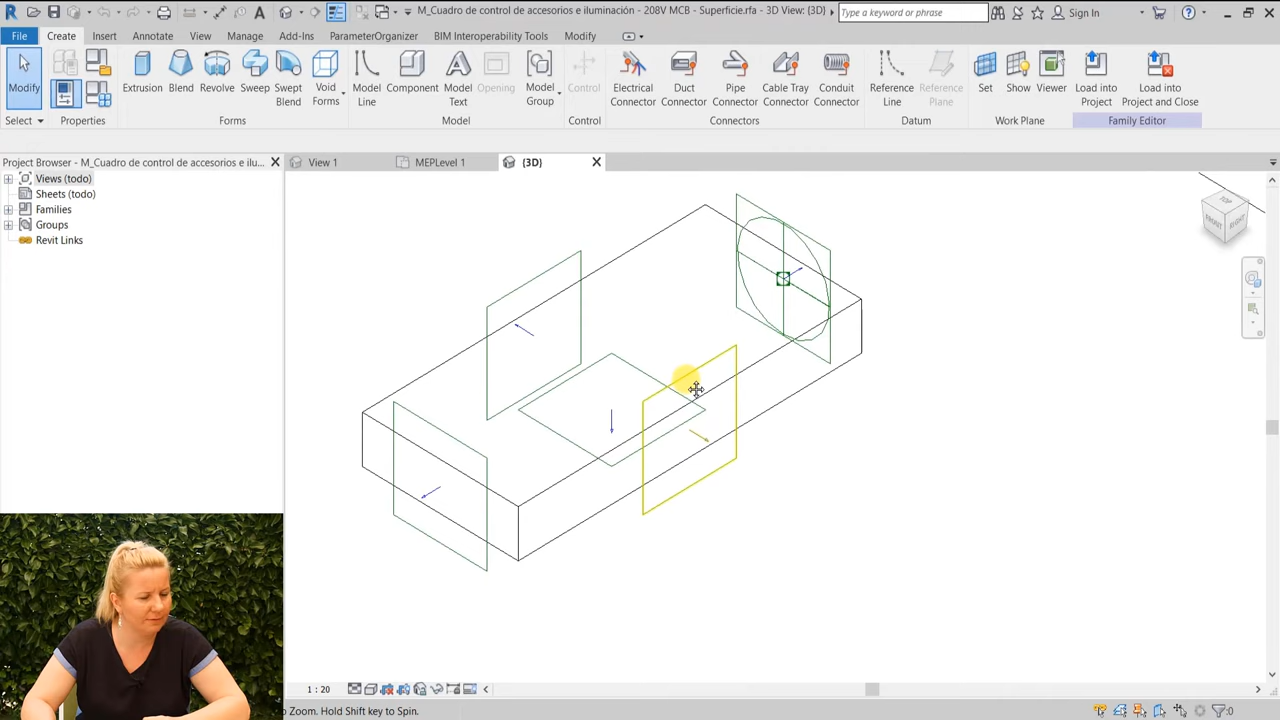 M_Cuadro de control de accesorios e iluminación - 208V MCB - Superficie.rfa - 3D View: {3D}
Type a keyword or phrase
Sign In
File Create Insert Annotate View Manage Add-Ins ParameterOrganizer BIM Interoperability Tools Modify
Modify
Extrusion Blend Revolve Sweep Swept Blend Void Forms
Model Line Component Model Text Opening Model Group Control
Electrical Connector Duct Connector Pipe Connector Cable Tray Connector Conduit Connector
Reference Line Reference Plane Set Show Viewer Load into Project Load into Project and Close
Select Properties Forms Model Control Connectors Datum Work Plane Family Editor
Project Browser - M_Cuadro de control de accesorios e ilu...
View 1 MEPLevel 1 {3D}
Views (todo)
Sheets (todo)
Families
Groups
Revit Links
TOP
FRONT
RIGHT
1 : 20
o Zoom. Hold Shift key to Spin.
:0